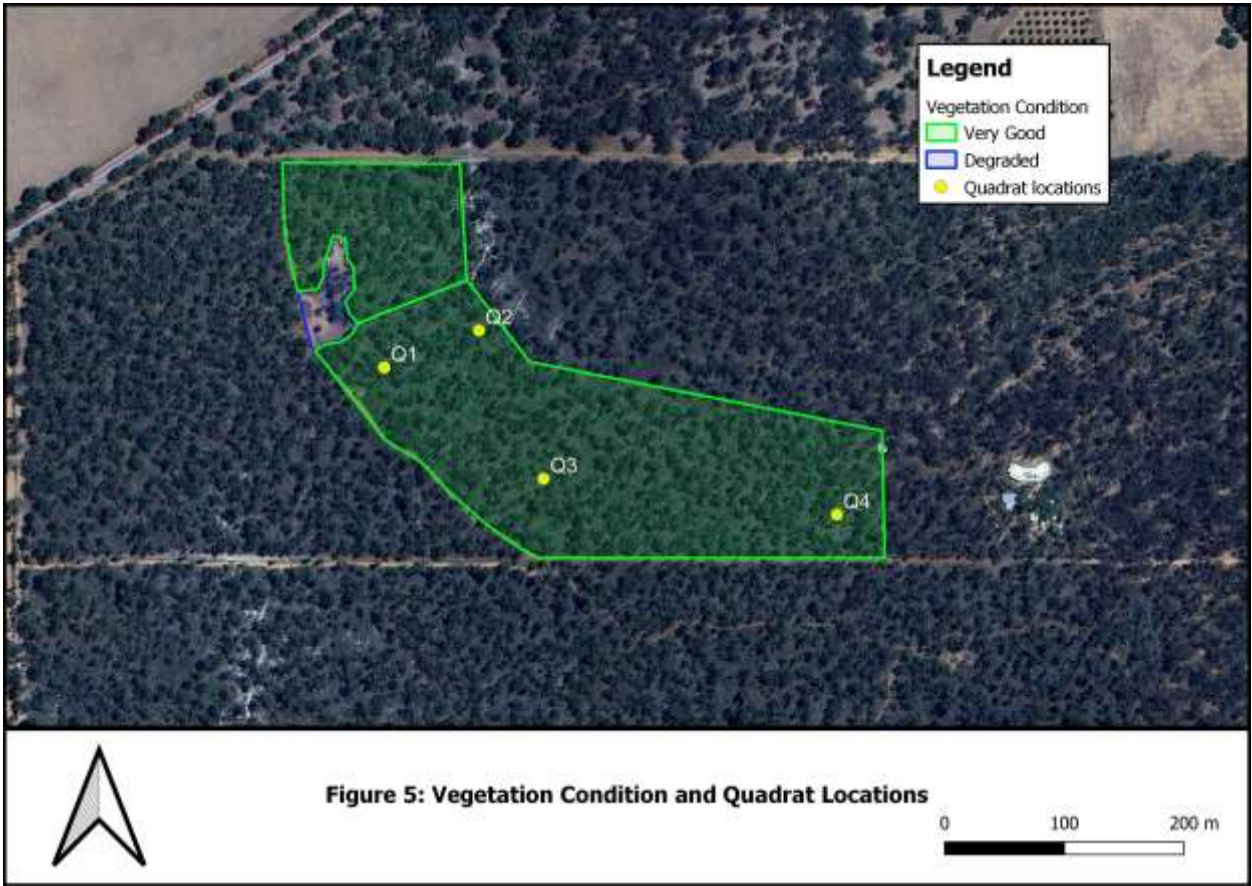 Legend
Vegetation Condition
Very Good
Degraded
Quadrat locations
Q2
Q1
Q3
Q4
Figure 5: Vegetation Condition and Quadrat Locations
0 100 200 m